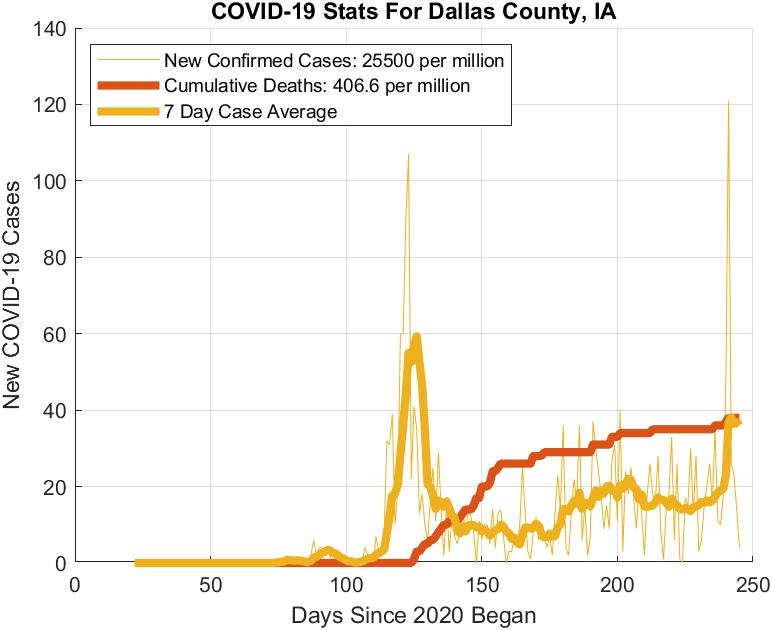 COVID-19 Stats For Dallas County, IA
140
New Confirmed Cases: 25500 per million
Cumulative Deaths: 406.6 per million
7 Day Case Average
120
100
80
60
40
20
0
New COVID-19 Cases
0 50 100 150 200 250
Days Since 2020 Began